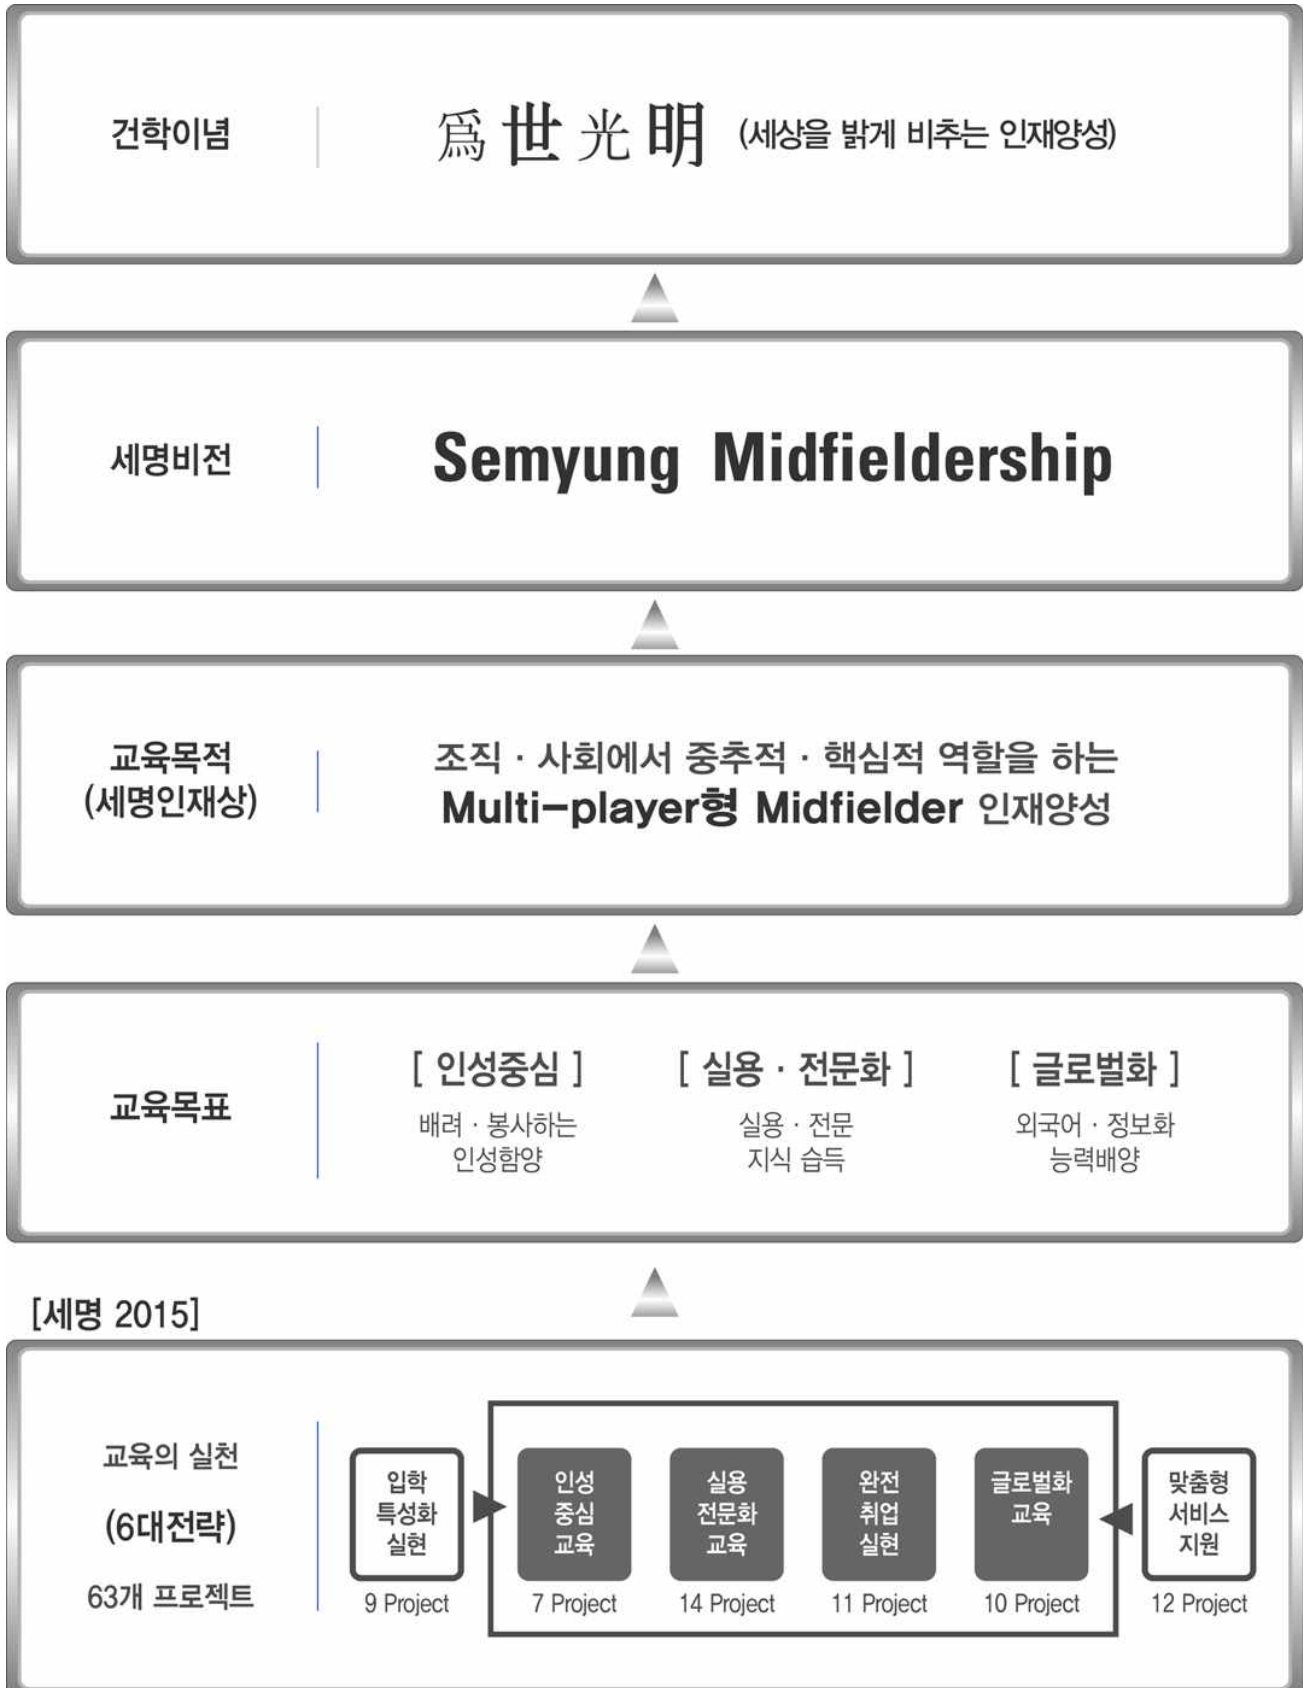 건학이념
爲世光明 (세상을 밝게 비추는 인재양성)
세명비전
Semyung Midfieldership
교육목적
(세명인재상)
조직 · 사회에서 중추적 · 핵심적 역할을 하는
Multi-player형 Midfielder 인재양성
교육목표
[ 인성중심 ]
배려 · 봉사하는
인성함양
[ 실용 · 전문화 ]
실용 · 전문
지식 습득
[ 글로벌화 ]
외국어 · 정보화
능력배양
[세명 2015]
교육의 실천
(6대전략)
63개 프로젝트
입학
특성화
실현
9 Project
인성
중심
교육
7 Project
실용
전문화
교육
14 Project
완전
취업
실현
11 Project
글로벌화
교육
10 Project
맞춤형
서비스
지원
12 Project